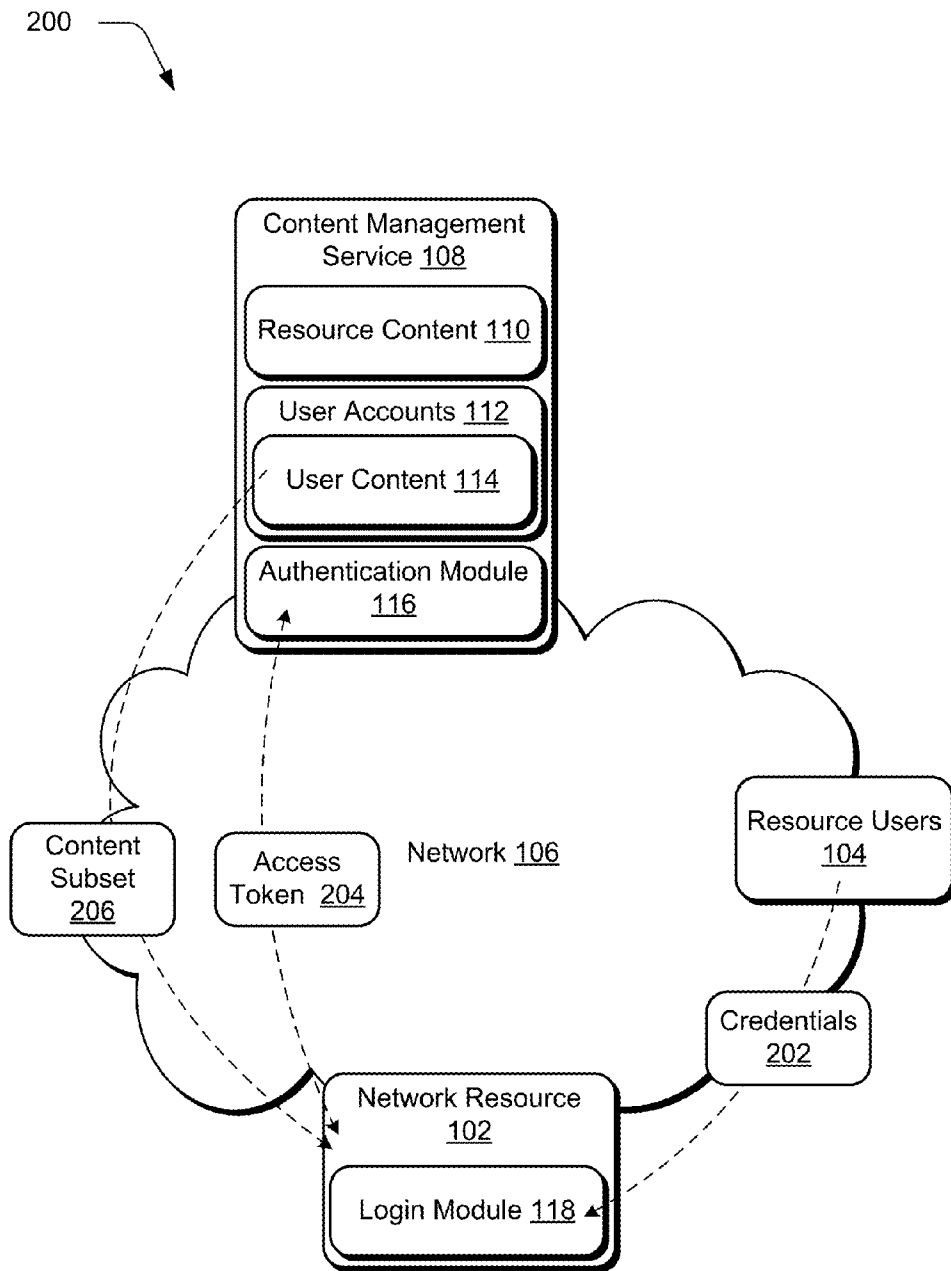 200
Content Management
Service 108
Resource Content 110
User Accounts 112
User Content 114
Authentication Module
116
Content
Subset
206
Access
Token 204
Network 106
Resource Users
104
Credentials
202
Network Resource
102
Login Module 118